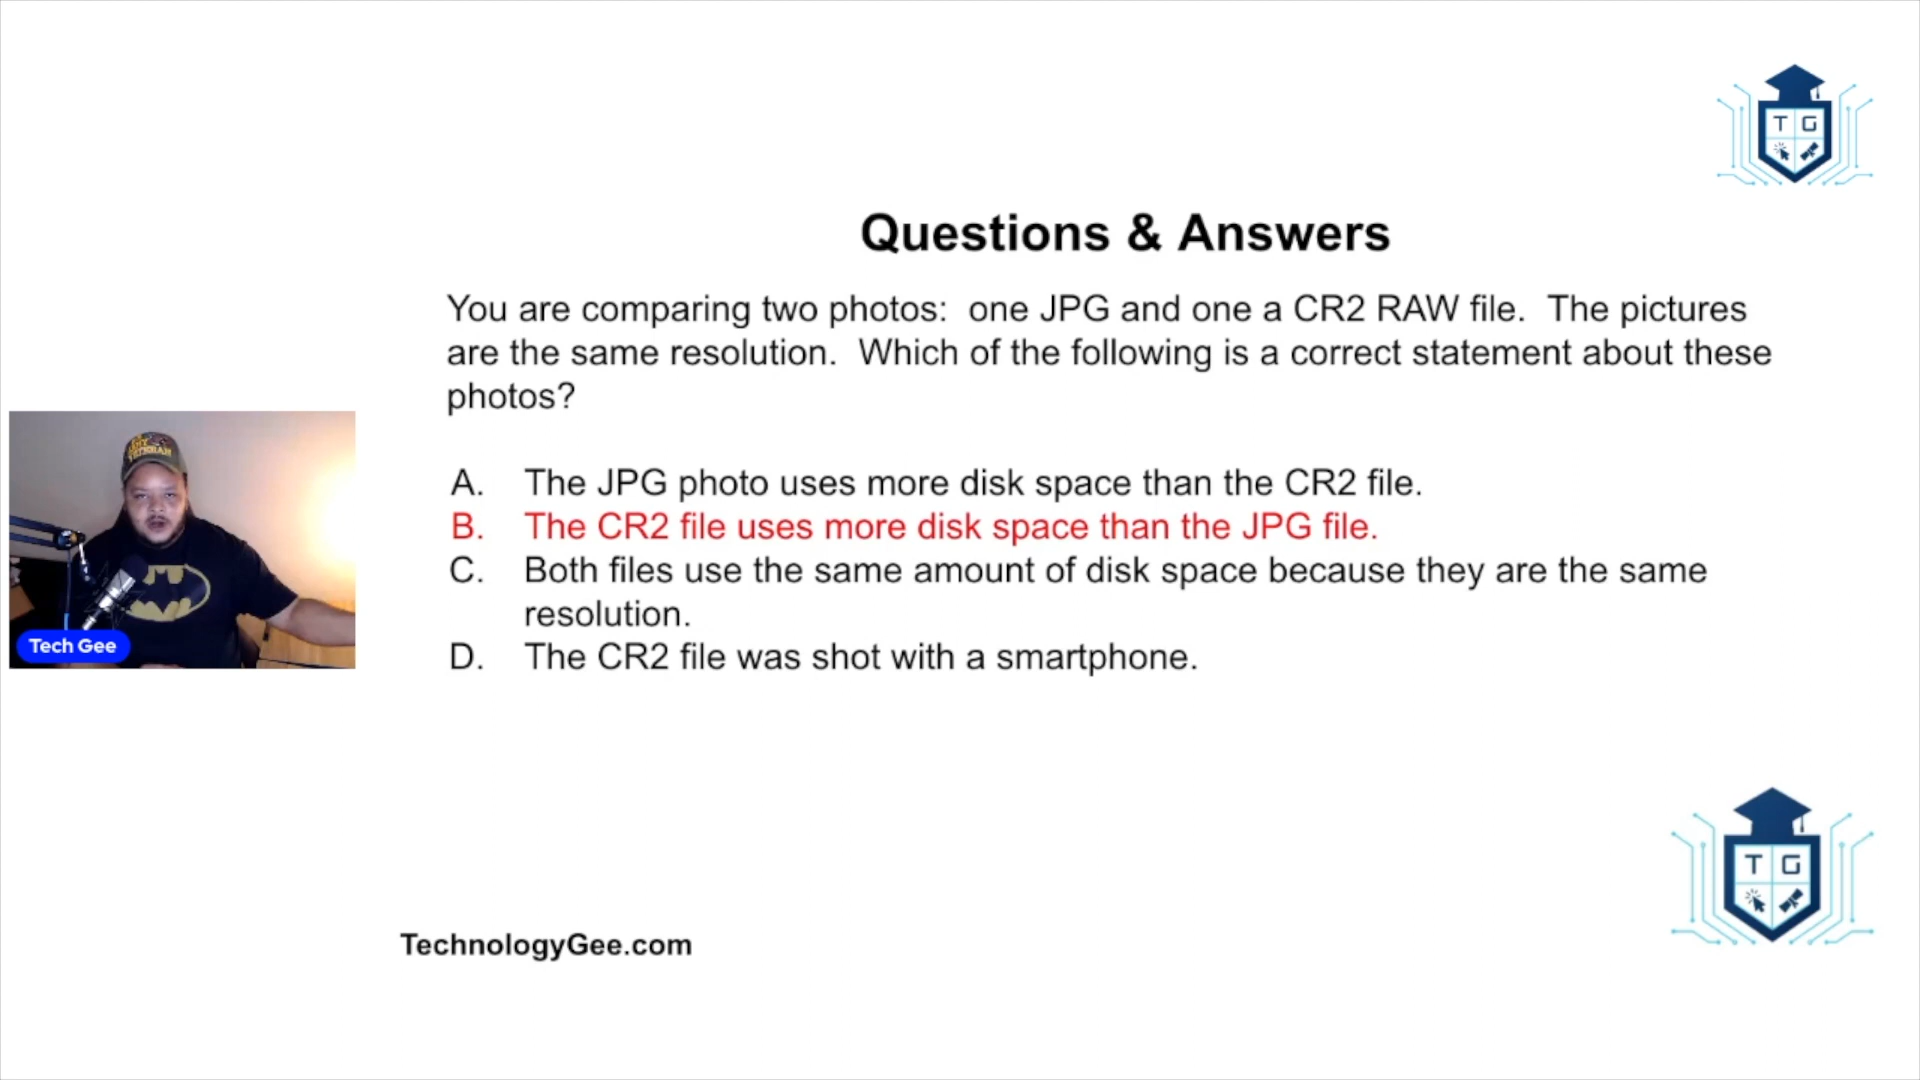 T G
Questions & Answers
You are comparing two photos: one JPG and one a CR2 RAW file. The pictures
are the same resolution. Which of the following is a correct statement about these
photos?
A. The JPG photo uses more disk space than the CR2 file.
B. The CR2 file uses more disk space than the JPG file.
C. Both files use the same amount of disk space because they are the same
resolution.
D. The CR2 file was shot with a smartphone.
VETERAN
Tech Gee
T G
TechnologyGee.com